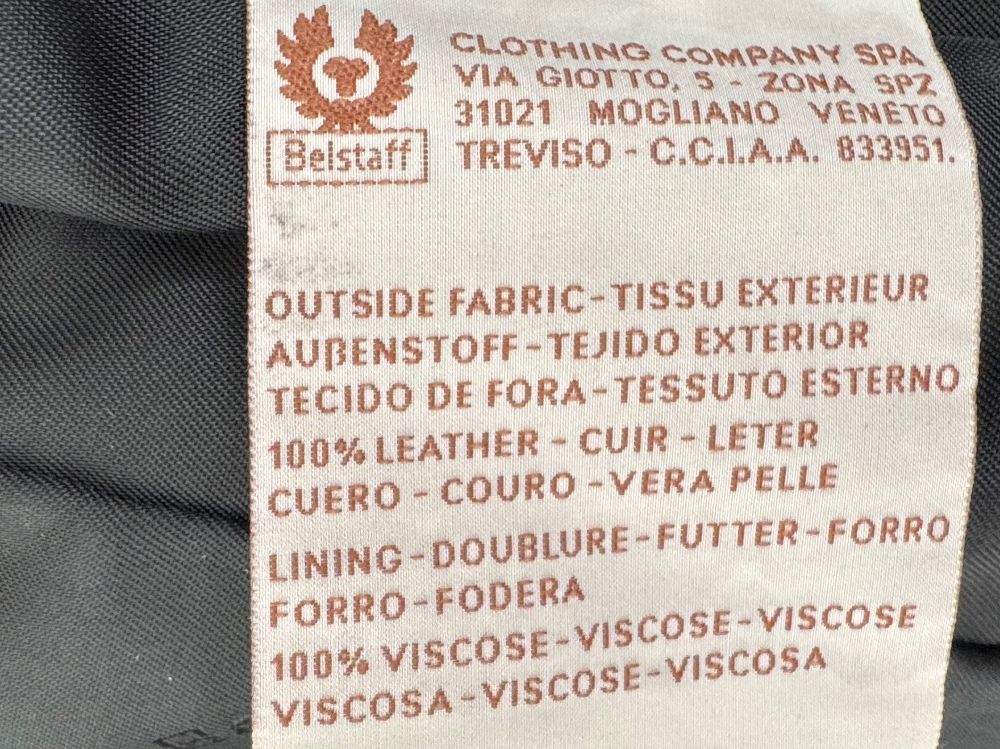 Belstaff
CLOTHING COMPANY SPA
VIA GIOTTO, 5 - ZONA SPZ
31021 MOGLIANO VENETO
TREVISO - C.C.I.A.A. 833951.
OUTSIDE FABRIC-TISSU EXTERIEUR
AUßENSTOFF-TEJIDO EXTERIOR
TECIDO DE FORA-TESSUTO ESTERNO
100% LEATHER - CUIR - LETER
CUERO - COURO -VERA PELLE
LINING-DOUBLURE-FUTTER-FORRO
FORRO-FODERA
100% VISCOSE-VISCOSE-VISCOSE
VISCOSA-VISCOSE-VISCOSA